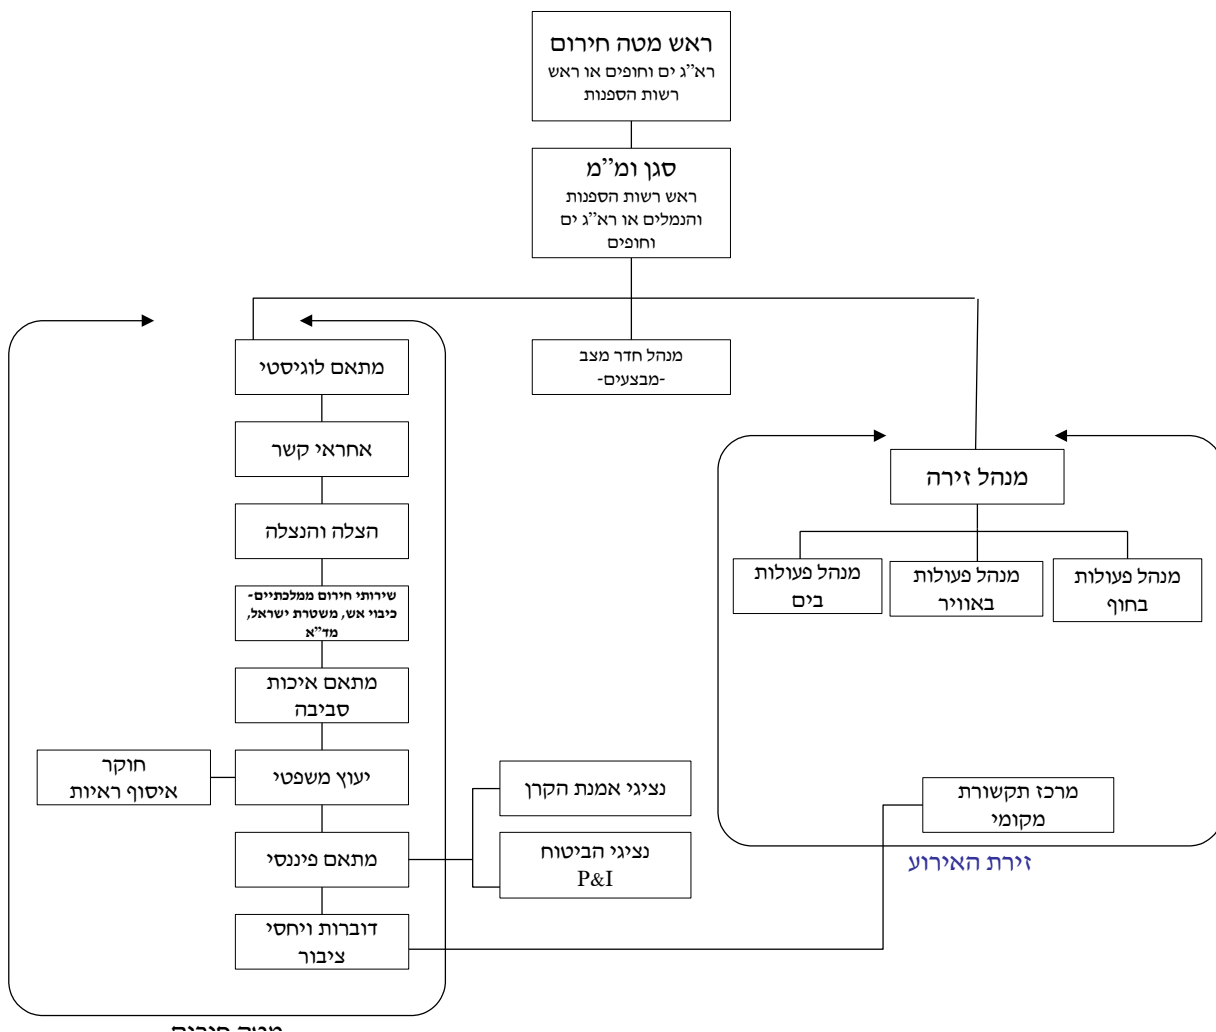 ראש מטה חירום
רא”ג ים וחופים או ראש
רשות הספנות
סגן ומ”מ
ראש רשות הספנות
והנמלים או רא”ג ים
וחופים
מנהל חדר מצב
-מבצעים-
מנהל זירה
מנהל פעולות
בחוף
מנהל פעולות
באוויר
מנהל פעולות
בים
מרכז תקשורת
מקומי
זירת האירוע
מתאם לוגיסטי
אחראי קשר
הצלה והנצלה
שירותי חירום ממלכתיים-
כיבוי אש, משטרת ישראל,
מד”א
מתאם איכות
סביבה
יעוץ משפטי
חוקר
איסוף ראיות
מתאם פיננסי
נציגי אמנת הקרן
נציגי הביטוח
P&I
דוברות ויחסי
ציבור
מטה חירום